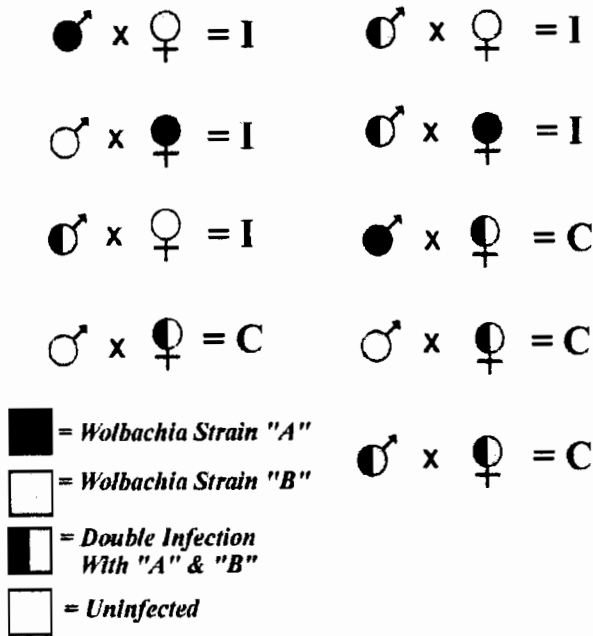 x = I
x = I
x = I
x = I
x = I
x = C
x = C
x = C
= Wolbachia Strain "A"
= Wolbachia Strain "B"
= Double Infection
With "A" & "B"
= Uninfected
x = C